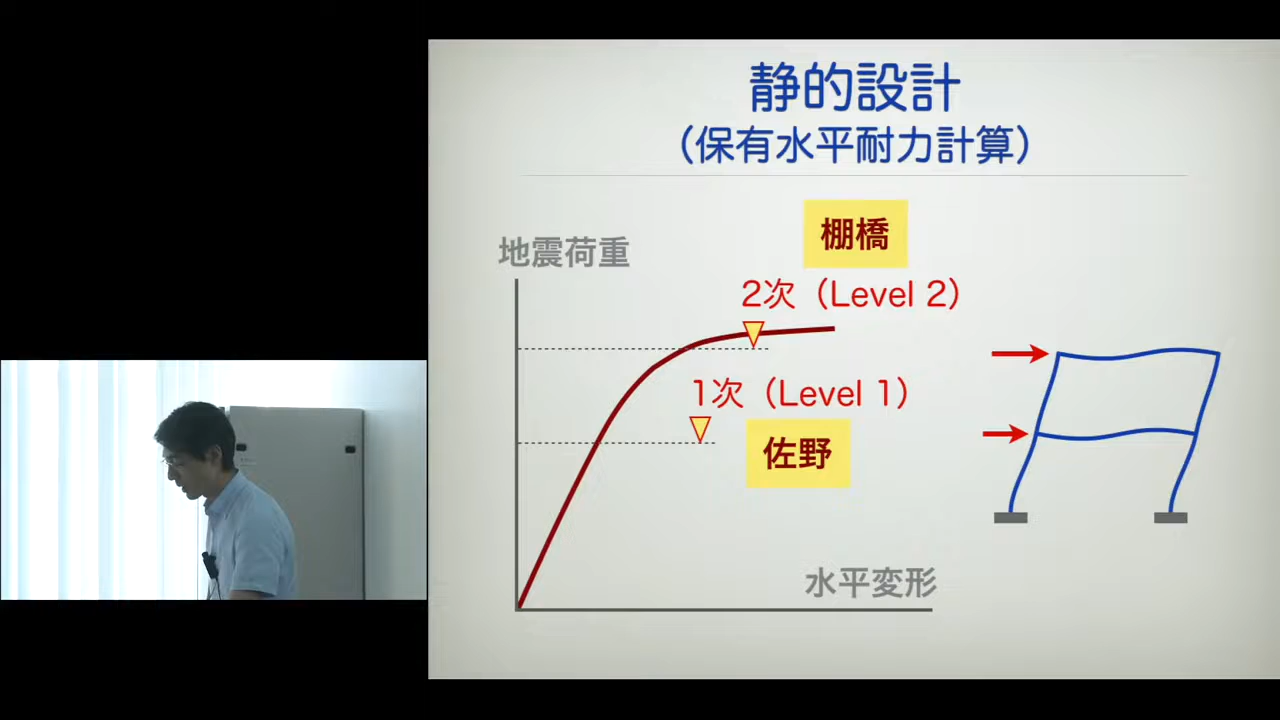 静的設計
（保有水平耐力計算）
棚橋
地震荷重
2次（Level 2）
1次（Level 1）
佐野
水平変形